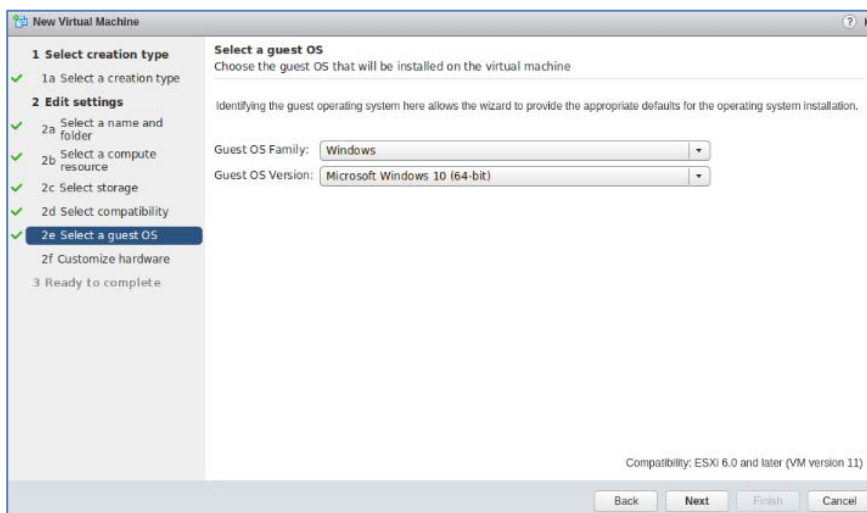 New Virtual Machine
?
1 Select creation type
1a Select a creation type
2 Edit settings
2a Select a name and
folder
2b Select a compute
resource
2c Select storage
2d Select compatibility
2e Select a guest OS
2f Customize hardware
3 Ready to complete
Select a guest OS
Choose the guest OS that will be installed on the virtual machine
Identifying the guest operating system here allows the wizard to provide the appropriate defaults for the operating system installation.
Guest OS Family: Windows
Guest OS Version: Microsoft Windows 10 (64-bit)
Compatibility: ESXi 6.0 and later (VM version 11)
Back Next Finish Cancel